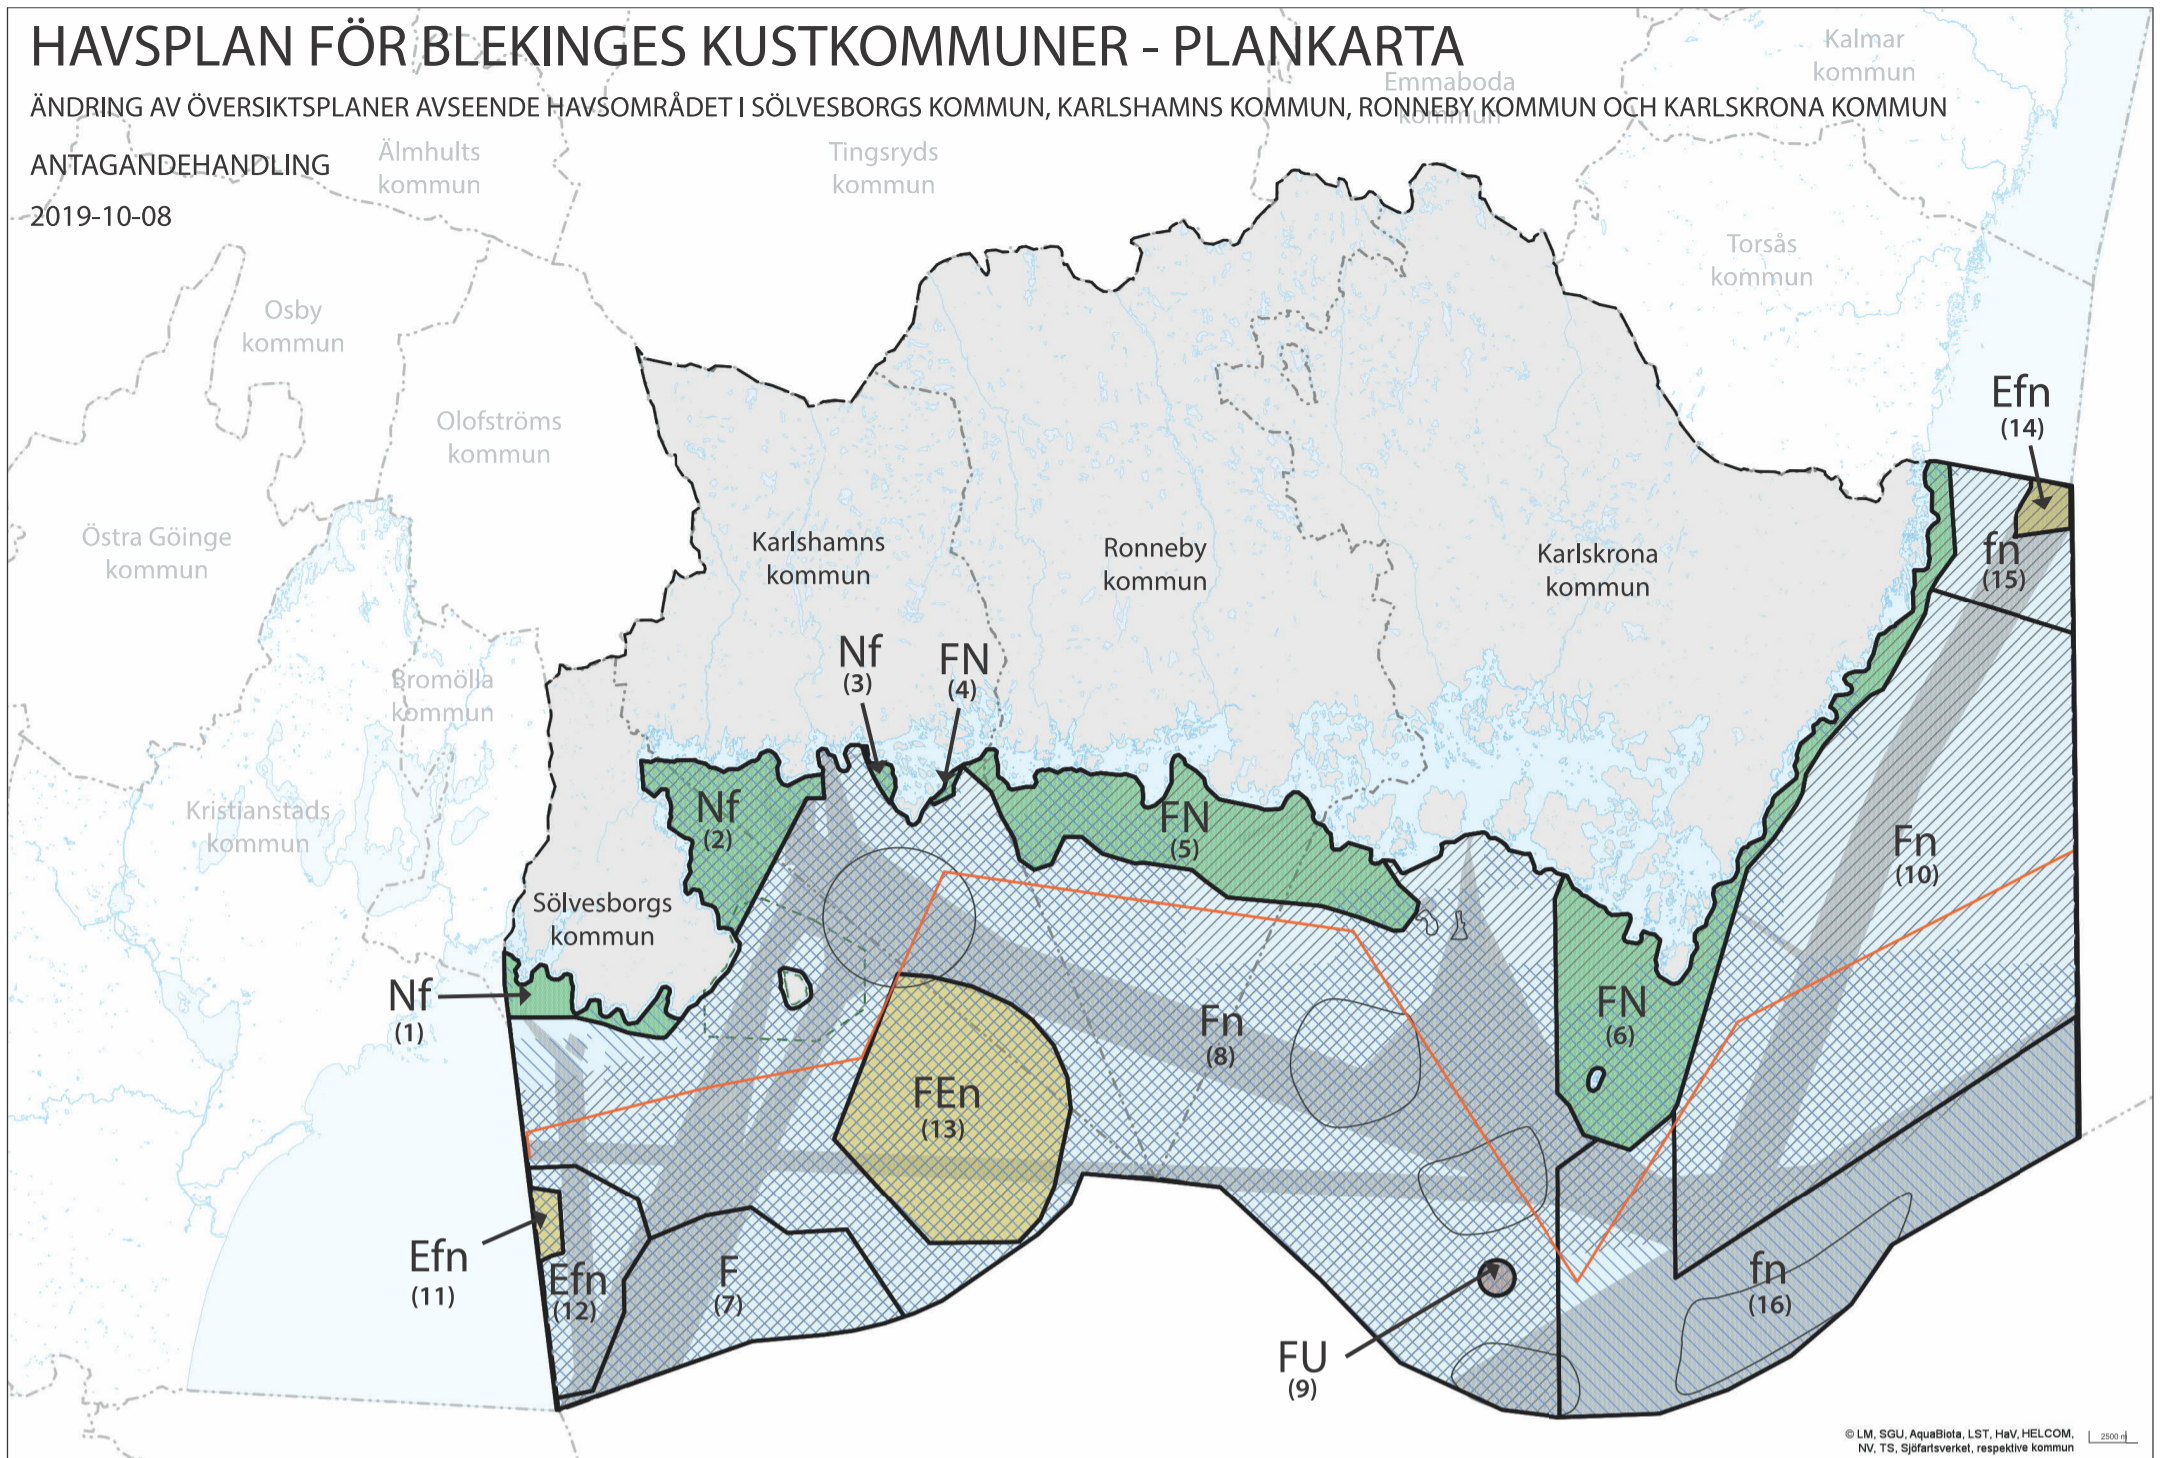 HAVSPLAN FÖR BLEKINGES KUSTKOMMUNER - PLANKARTA
ÄNDRING AV ÖVERSIKTSPLANER AVSEENDE HAVSOMRÅDET I SÖLVESBORGS KOMMUN, KARLSHAMNS KOMMUN, RONNEBY KOMMUN OCH KARLSKRONA KOMMUN
ANTAGANDEHANDLING
2019-10-08
Kalmar
kommun
Emmaboda
kommun
Älmhults
kommun
Tingsryds
kommun
Torsås
kommun
Osby
kommun
Olofströms
kommun
Östra Göinge
kommun
Bromölla
kommun
Kristianstads
kommun
Karlshamns
kommun
Ronneby
kommun
Karlskrona
kommun
Sölvesborgs
kommun
Efn
(14)
fn
(15)
Nf
(3)
FN
(4)
Nf
(2)
FN
(5)
Fn
(10)
Nf
(1)
FN
(6)
Fn
(8)
FEn
(13)
Efn
(11)
Efn
(12)
F
(7)
fn
(16)
FU
(9)
© LM, SGU, AquaBiota, LST, HaV, HELCOM,
NV, TS, Sjöfartsverket, respektive kommun
2500 m